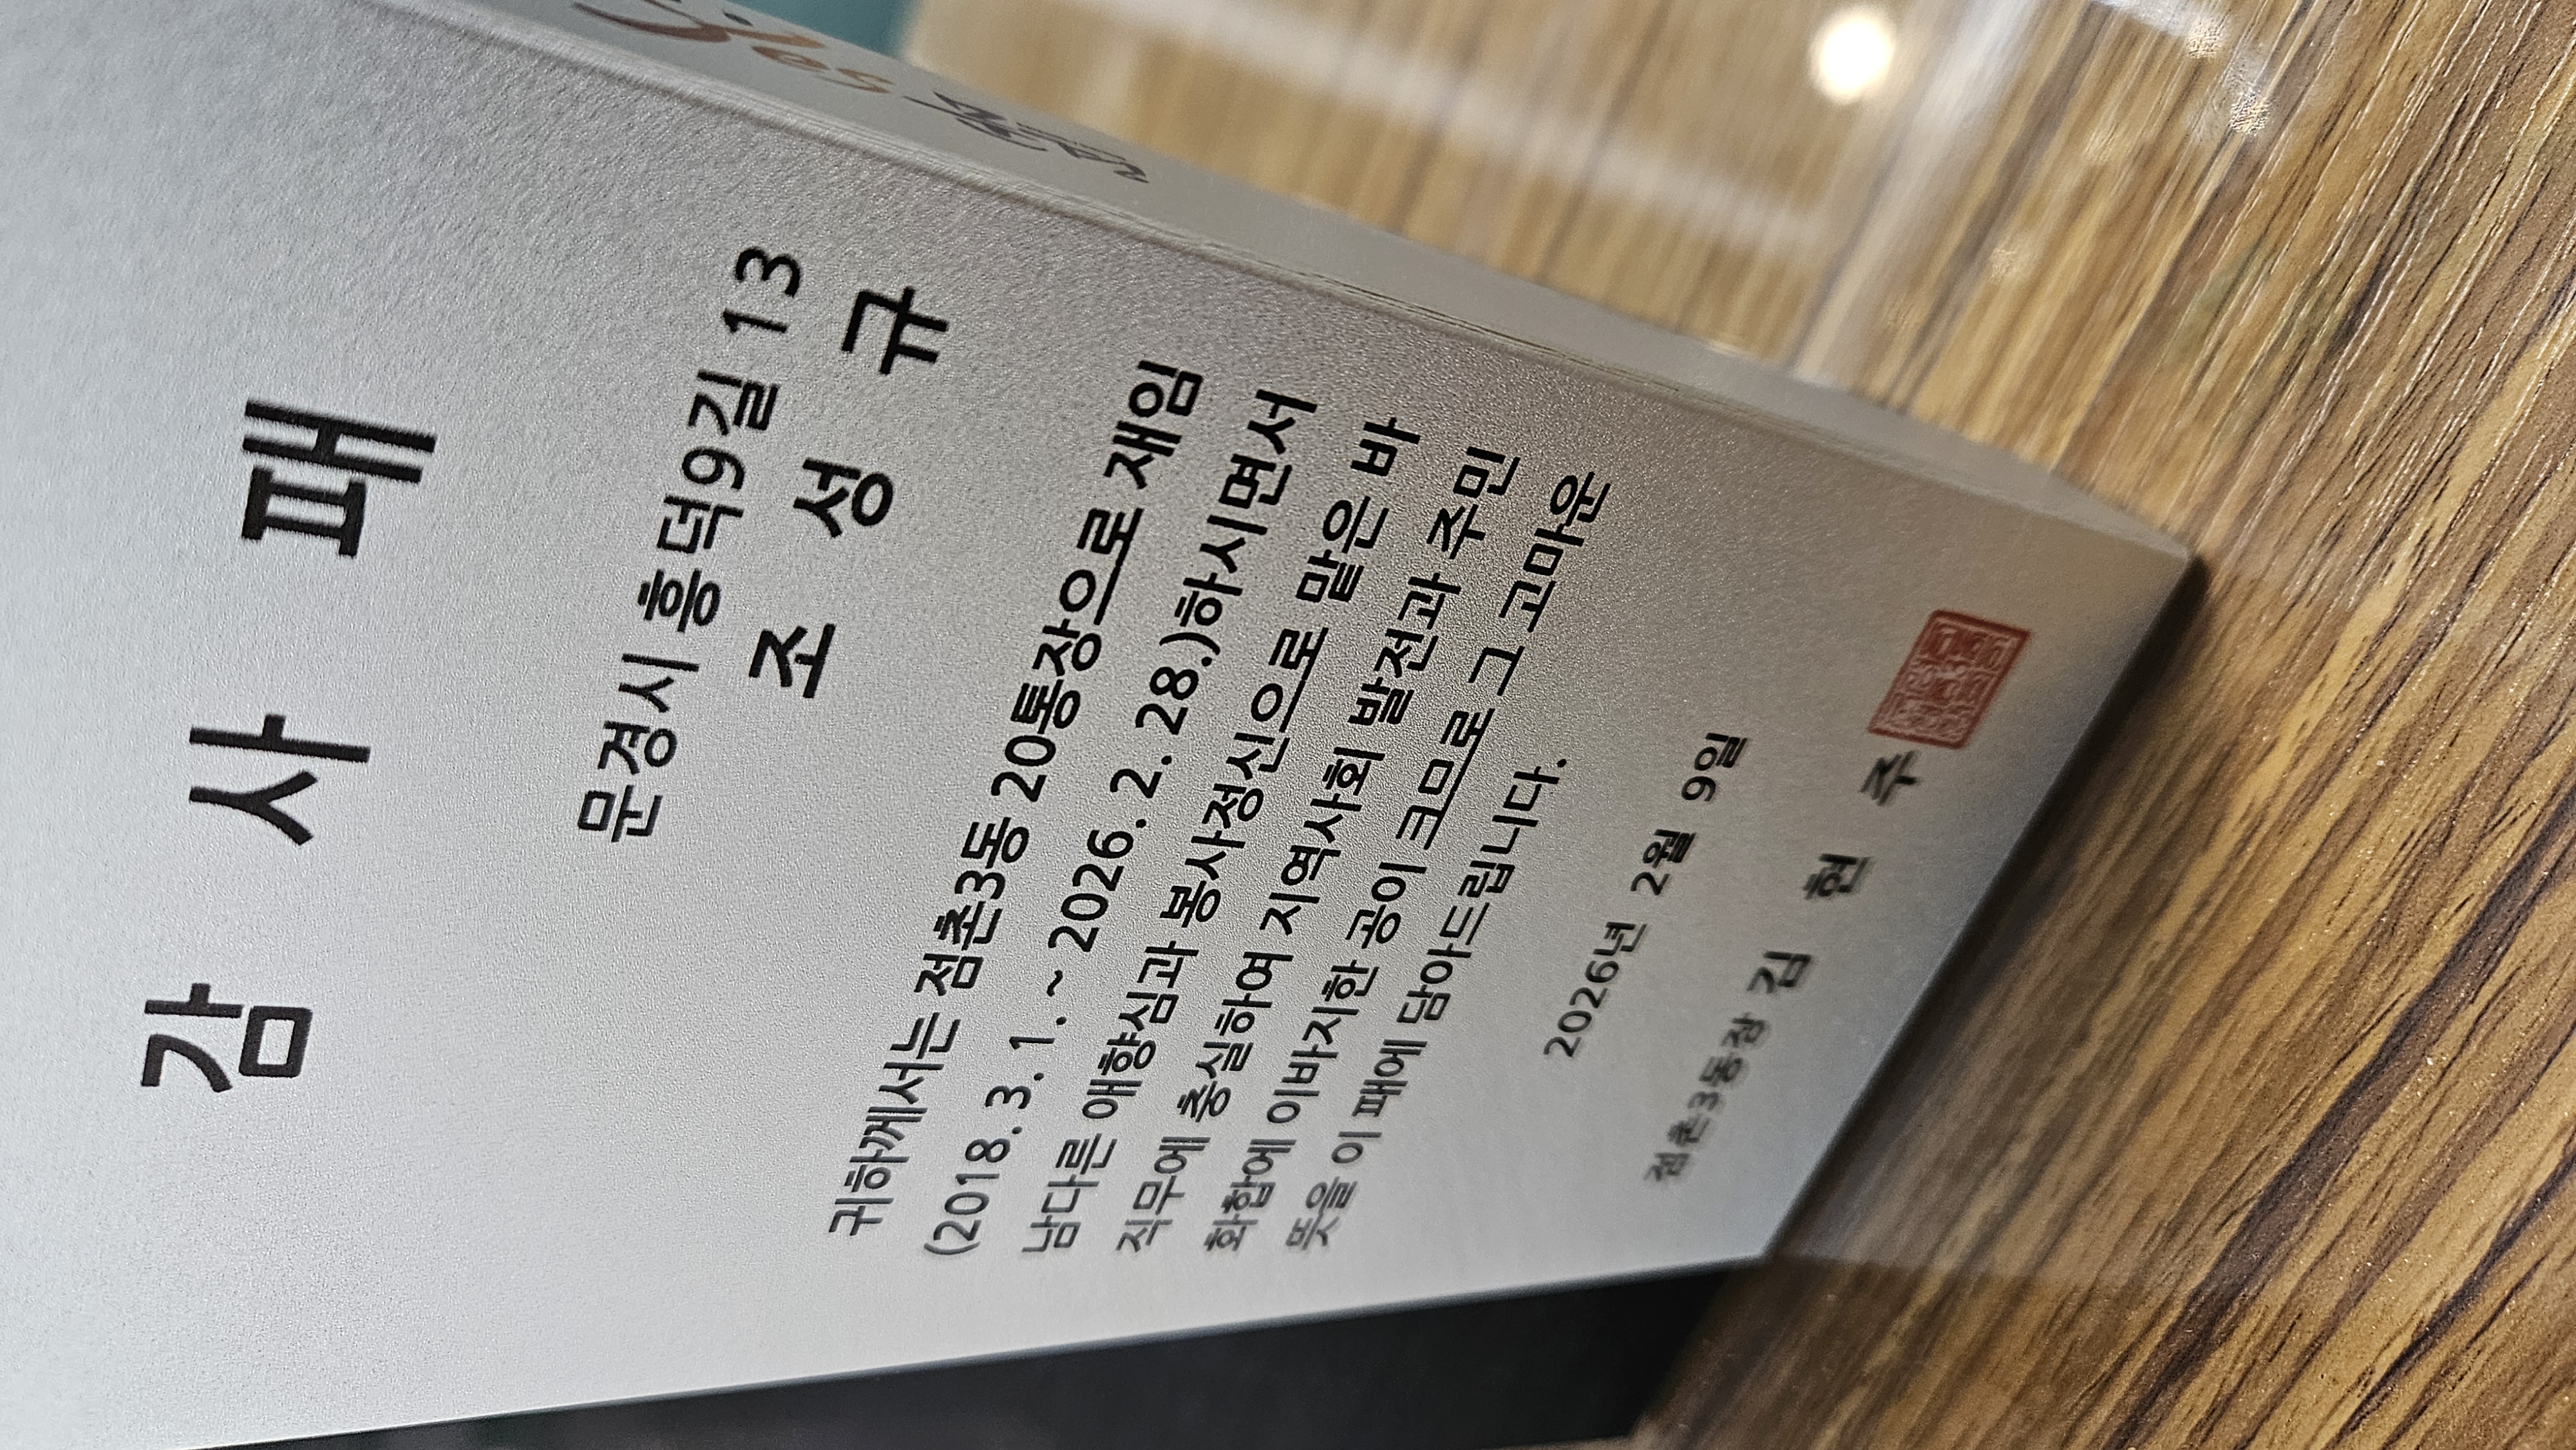 감 사 패
문경시 흥덕9길 13
조 성 규
귀하께서는 점촌3동 20통장으로 재임
(2018. 3. 1. ~ 2026. 2. 28.)하시면서
남다른 애향심과 봉사정신으로 맡은 바
직무에 충실하여 지역사회 발전과 주민
화합에 이바지한 공이 크므로 그 고마운
뜻을 이 패에 담아드립니다.
2026년 2월 9일
점촌3동장 김 현 주